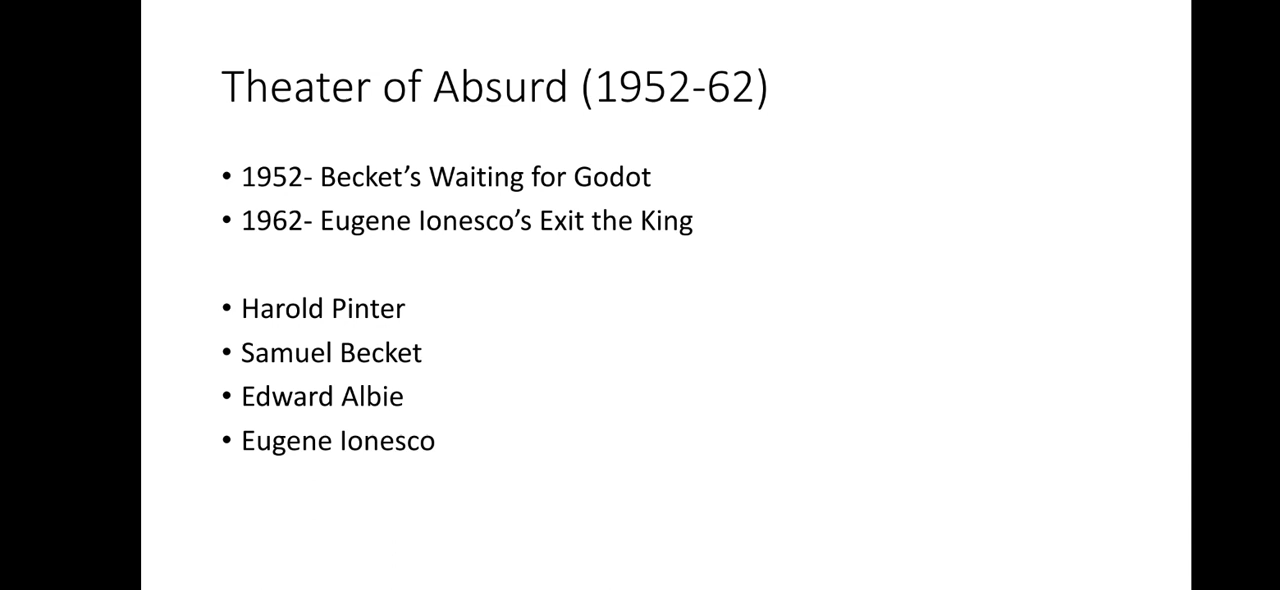 Theater of Absurd (1952-62)
• 1952- Becket’s Waiting for Godot
• 1962- Eugene Ionesco’s Exit the King
• Harold Pinter
• Samuel Becket
• Edward Albie
• Eugene Ionesco